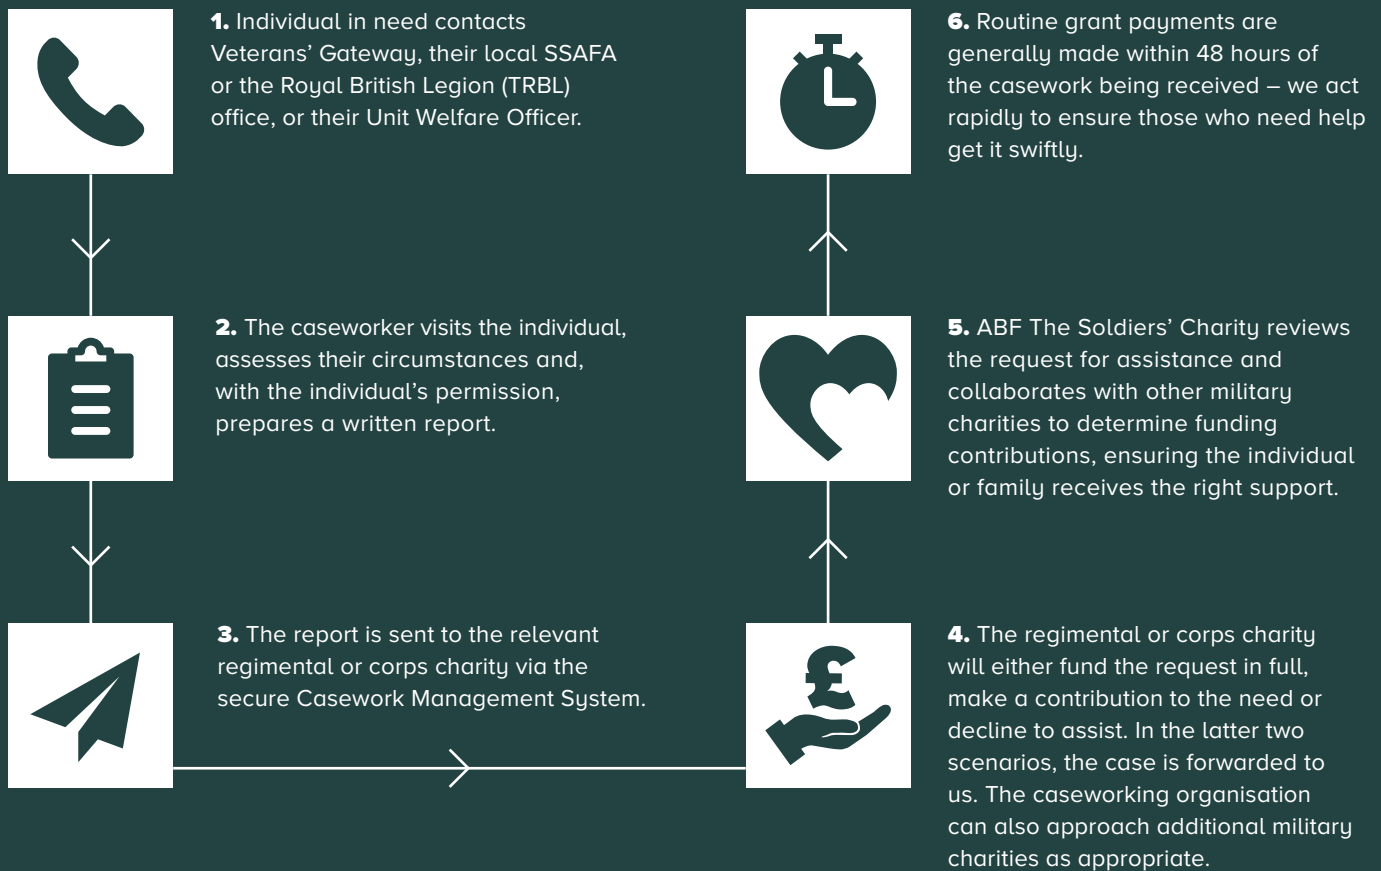 1. Individual in need contacts
Veterans’ Gateway, their local SSAFA
or the Royal British Legion (TRBL)
office, or their Unit Welfare Officer.
2. The caseworker visits the individual,
assesses their circumstances and,
with the individual’s permission,
prepares a written report.
3. The report is sent to the relevant
regimental or corps charity via the
secure Casework Management System.
4. The regimental or corps charity
will either fund the request in full,
make a contribution to the need or
decline to assist. In the latter two
scenarios, the case is forwarded to
us. The caseworking organisation
can also approach additional military
charities as appropriate.
5. ABF The Soldiers’ Charity reviews
the request for assistance and
collaborates with other military
charities to determine funding
contributions, ensuring the individual
or family receives the right support.
6. Routine grant payments are
generally made within 48 hours of
the casework being received – we act
rapidly to ensure those who need help
get it swiftly.
£